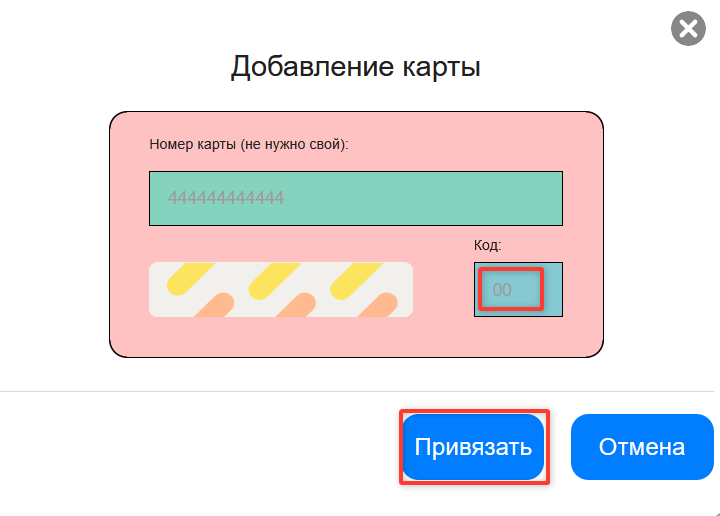 Добавление карты
Номер карты (не нужно свой):
444444444444
Код:
00
Привязать
Отмена